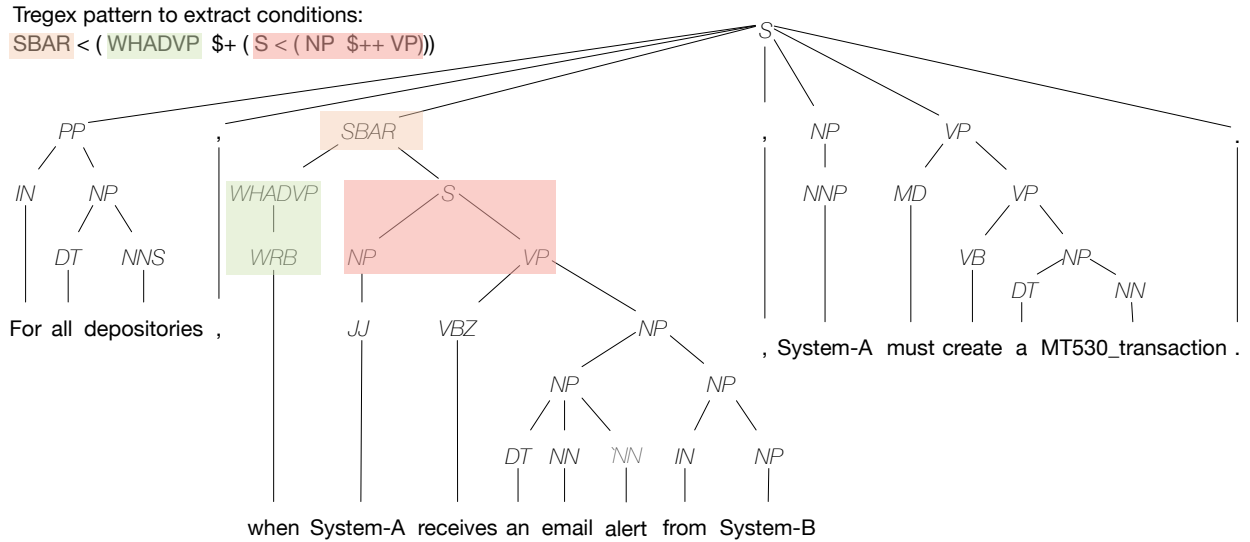 Tregex pattern to extract conditions:
SBAR < ( WHADVP $+ ( S < ( NP $++ VP)))
S
PP , SBAR , NP VP .
IN NP WHADVP S NNP MD VP
DT NNS WRB NP VP VB NP
DT NN
For all depositories , JJ VBZ NP
, System-A must create a MT530_transaction .
NP NP
DT NN `NN IN NP
when System-A receives an email alert from System-B